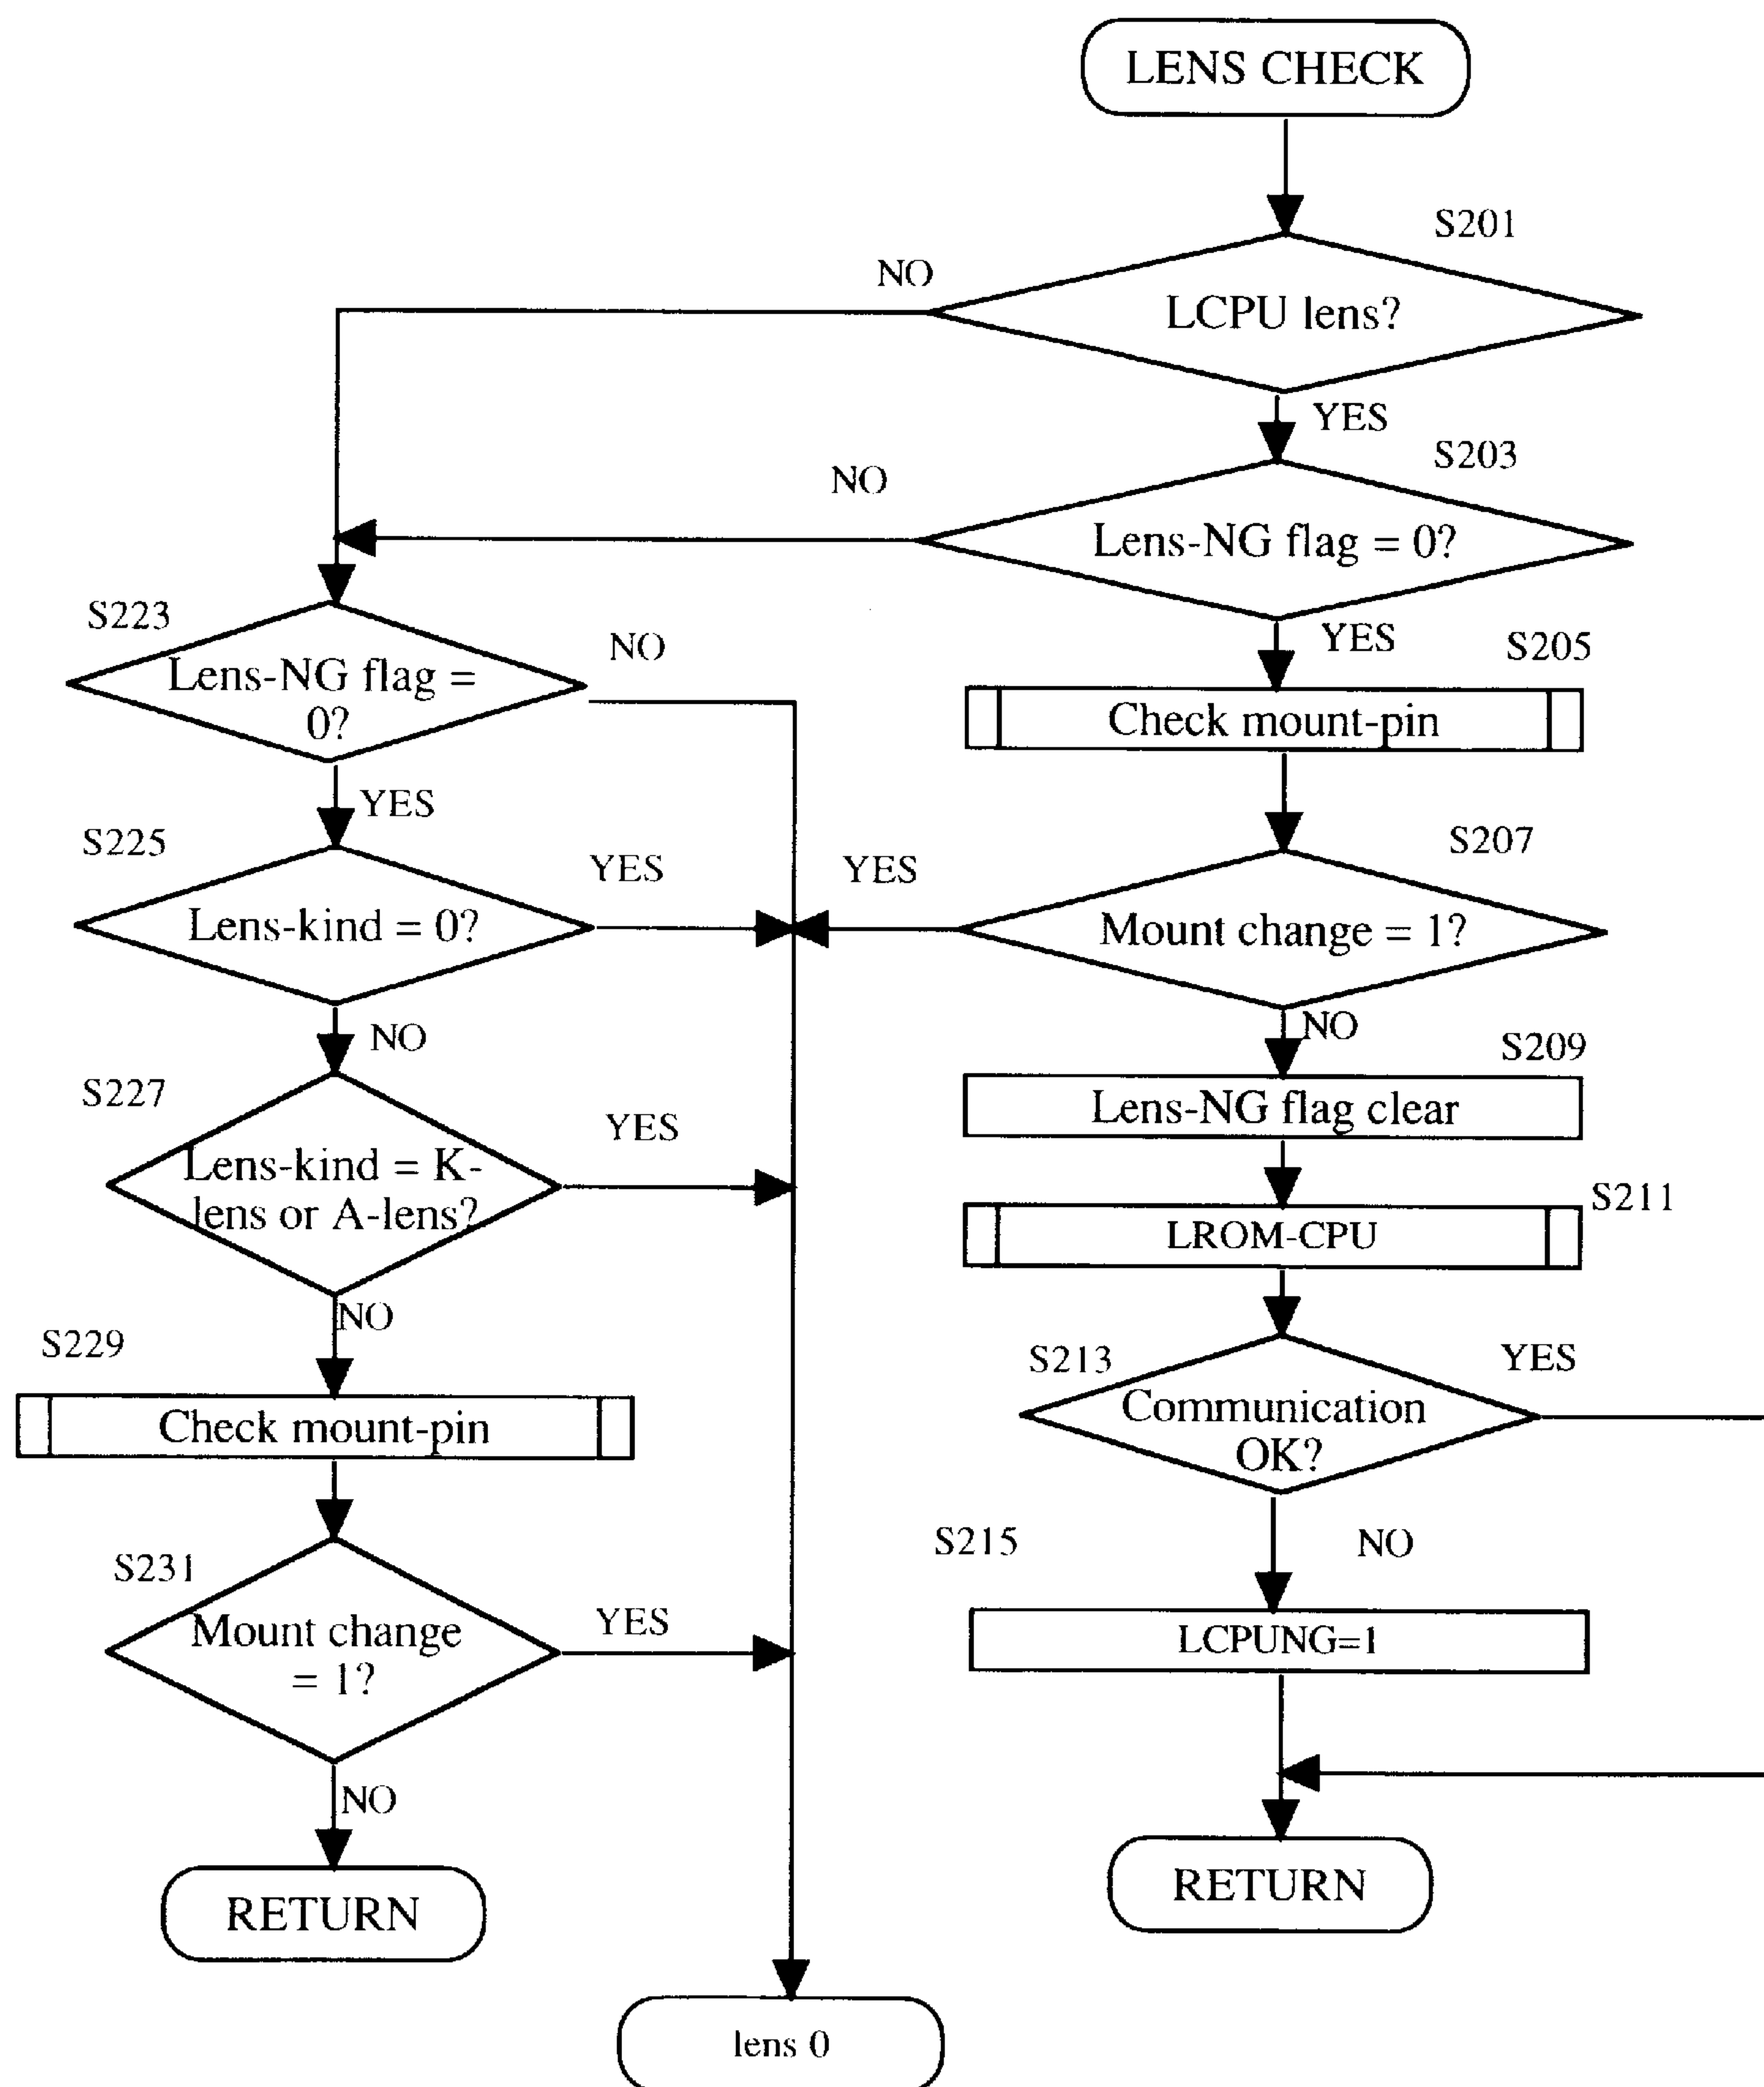 LENS CHECK
S201
NO
LCPU lens?
YES
S203
NO
Lens-NG flag = 0?
YES
S223
NO
Lens-NG flag =
0?
S205
Check mount-pin
YES
S225
YES
YES
S207
Lens-kind = 0?
Mount change = 1?
NO
NO
S209
S227
Lens-NG flag clear
YES
Lens-kind = K-
lens or A-lens?
S211
LROM-CPU
NO
S229
S213
YES
Check mount-pin
Communication
OK?
S215
NO
S231
YES
Mount change
= 1?
LCPUNG=1
NO
RETURN
RETURN
lens 0